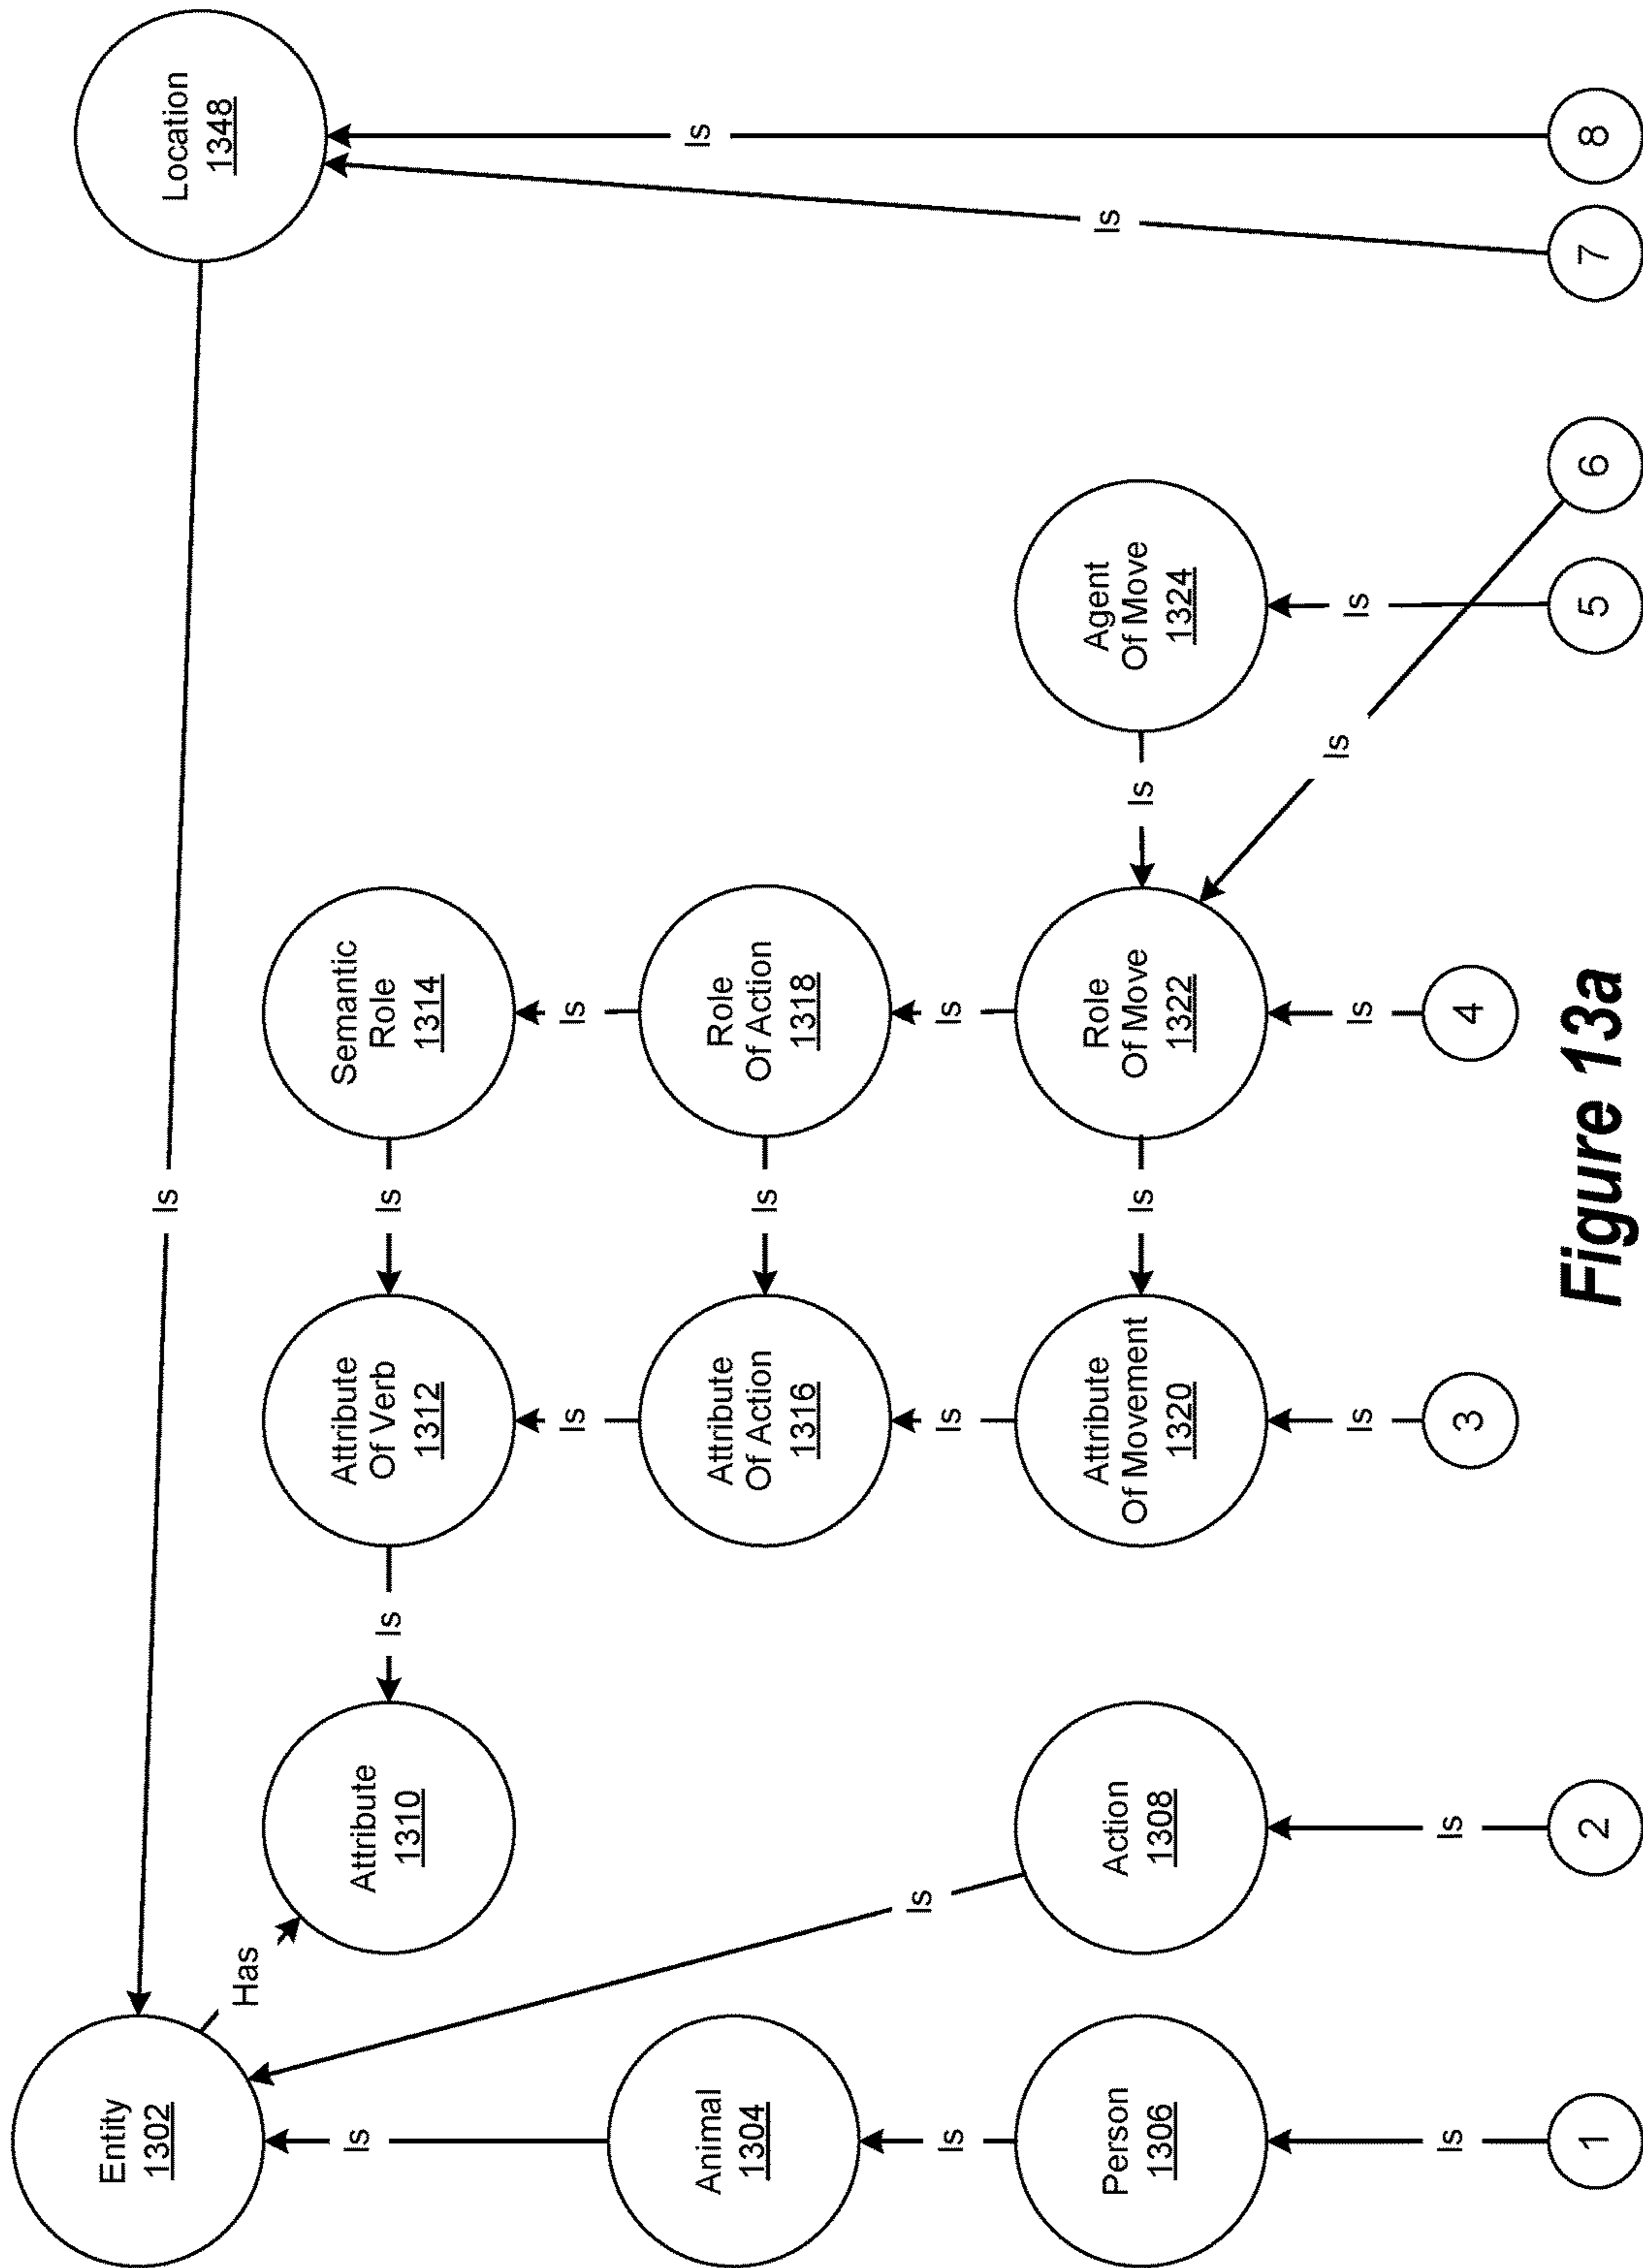 Entity
1302
Location
1348
Is
Has
Is
Attribute
1310
Is
Attribute
Of Verb
1312
Is
Semantic
Role
1314
Is
Is
Is
Is
Animal
1304
Attribute
Of Action
1316
Is
Role
Of Action
1318
Is
Is
Is
Is
Person
1306
Action
1308
Attribute
Of Movement
1320
Is
Role
Of Move
1322
Is
Agent
Of Move
1324
Is
Is
Is
Is
Is
Is
Is
3
4
1
2
5
6
7
8
Figure 13a